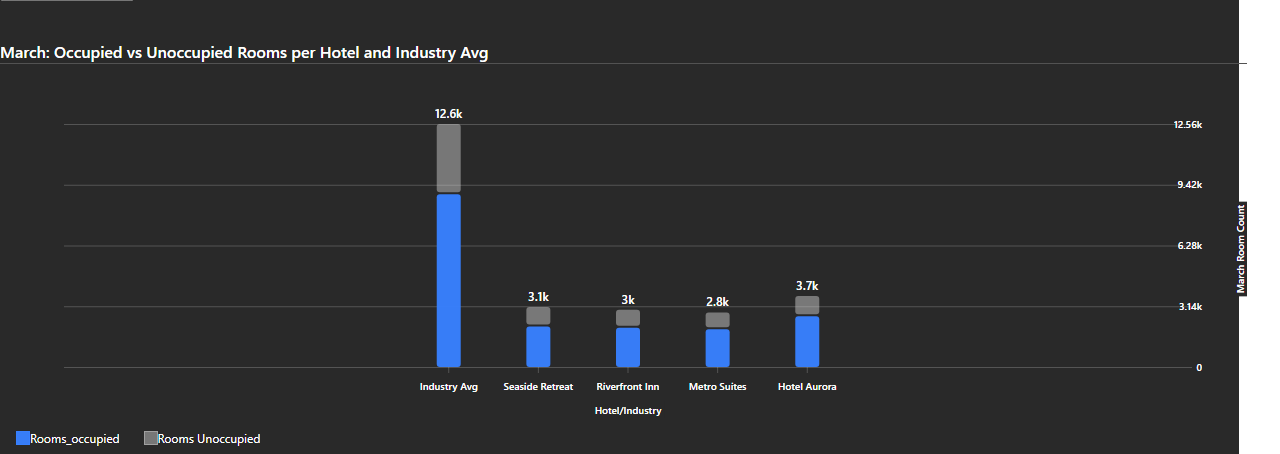 March: Occupied vs Unoccupied Rooms per Hotel and Industry Avg
12.6k
12.56k
9.42k
6.28k
3.14k
0
March Room Count
3.1k
3k
2.8k
3.7k
Industry Avg
Seaside Retreat
Riverfront Inn
Metro Suites
Hotel Aurora
Hotel/Industry
Rooms_occupied
Rooms Unoccupied